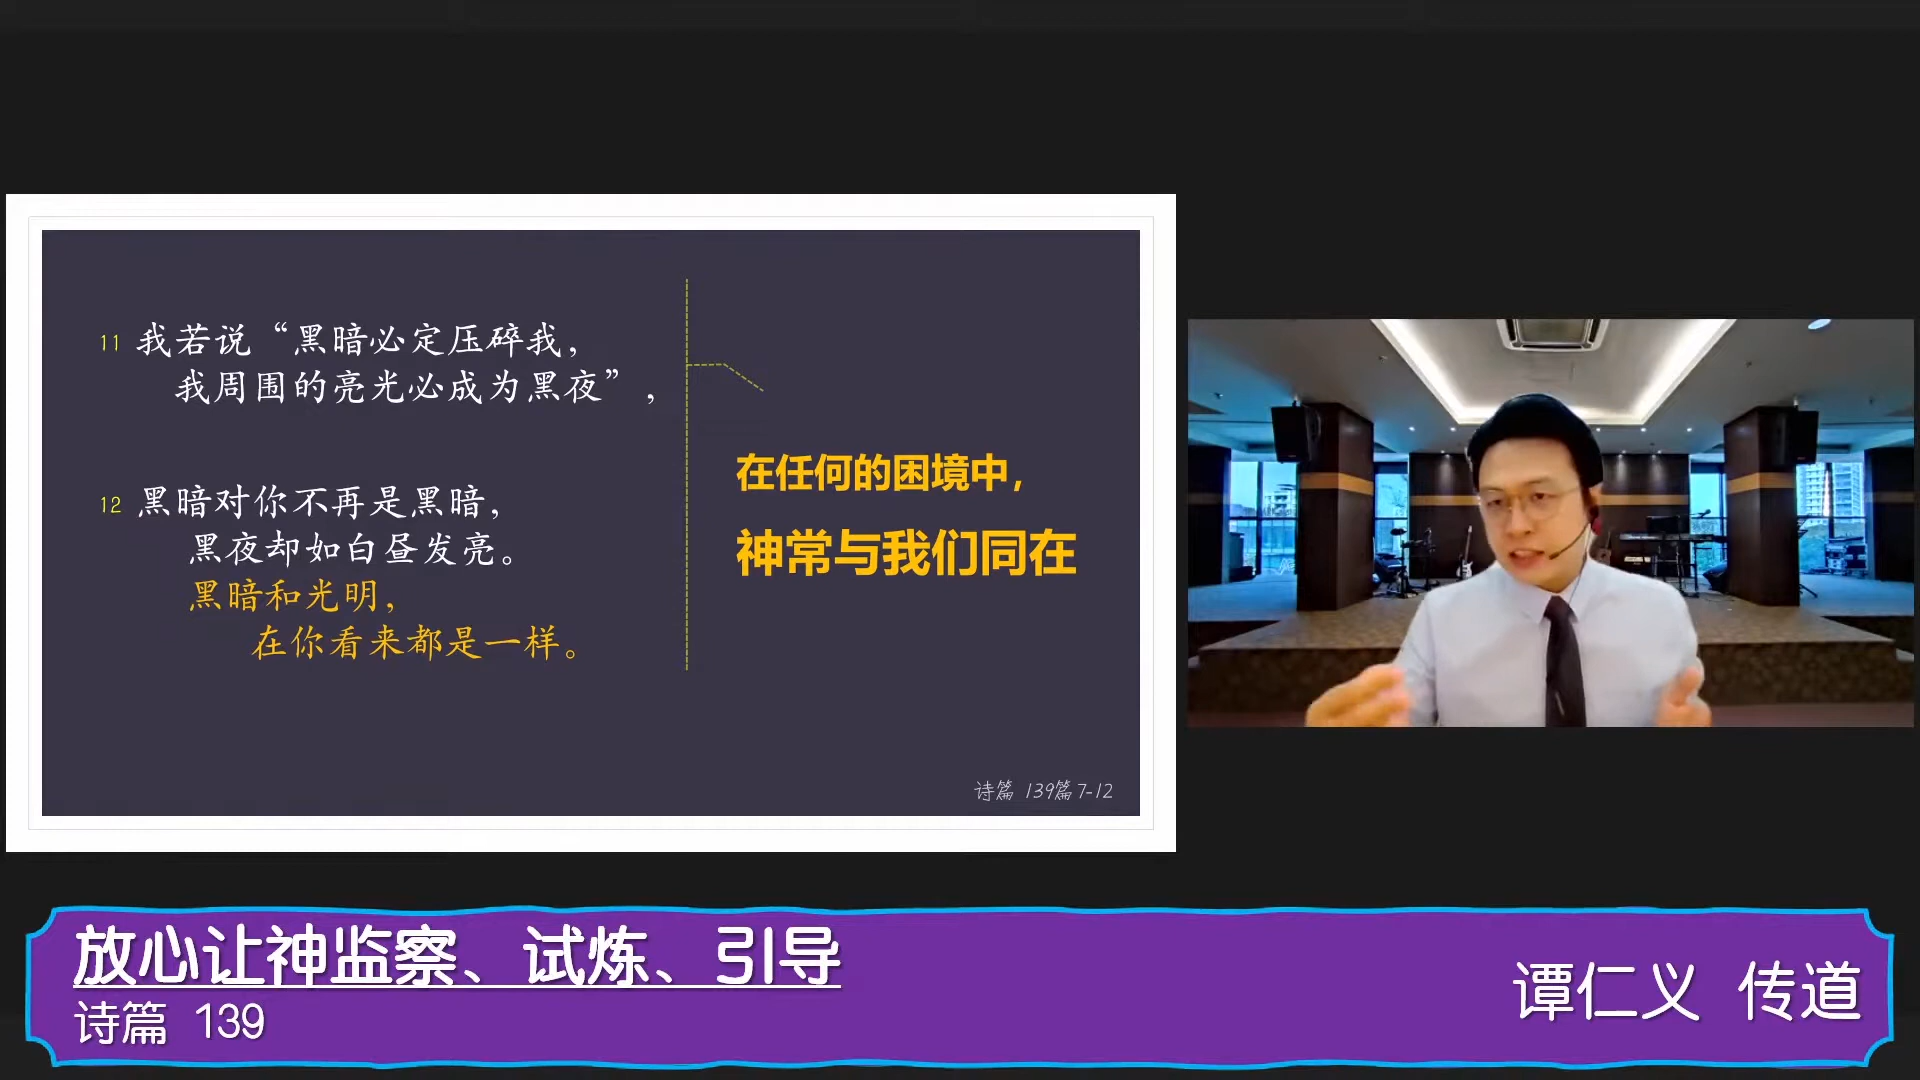 11 我若说“黑暗必定压碎我，
我周围的亮光必成为黑夜”，
12 黑暗对你不再是黑暗，
黑夜却如白昼发亮。
黑暗和光明，
在你看来都是一样。
在任何的困境中，
神常与我们同在
诗篇 139篇 7-12
放心让神监察、试炼、引导
诗篇 139
谭仁义 传道